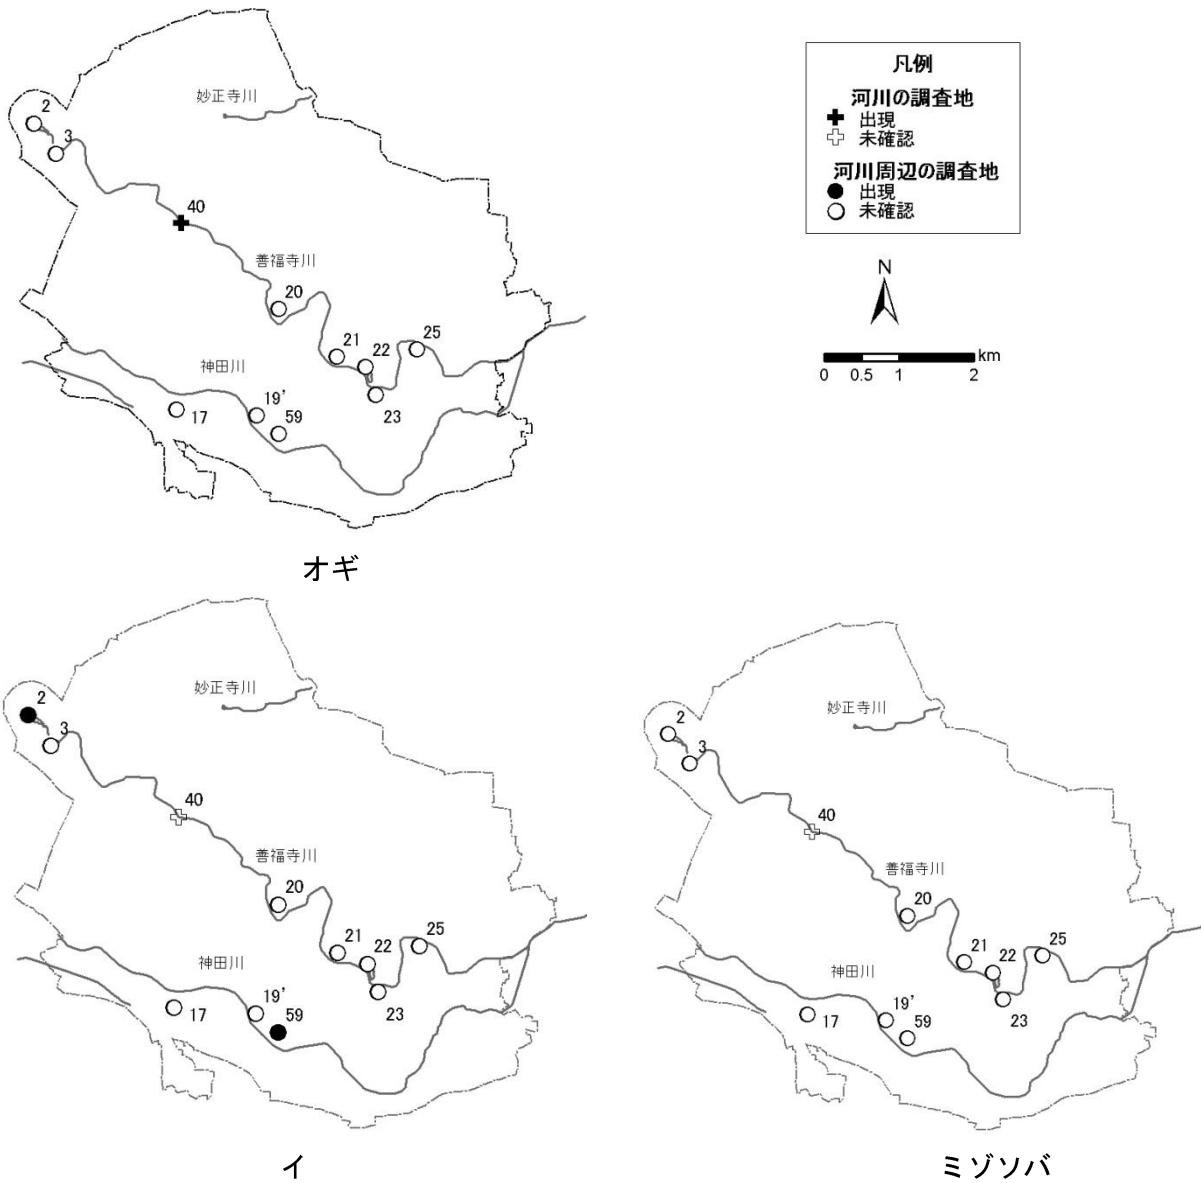 妙正寺川
2
3
40
善福寺川
20
21
22
25
神田川
17
19'
59
23
オギ
凡例
河川の調査地
出現
未確認
河川周辺の調査地
出現
未確認
N
km
0 0.5 1 2
妙正寺川
2
3
40
善福寺川
20
21
22
25
神田川
17
19'
59
23
イ
妙正寺川
2
3
40
善福寺川
20
21
22
25
神田川
17
19'
59
23
ミゾソバ